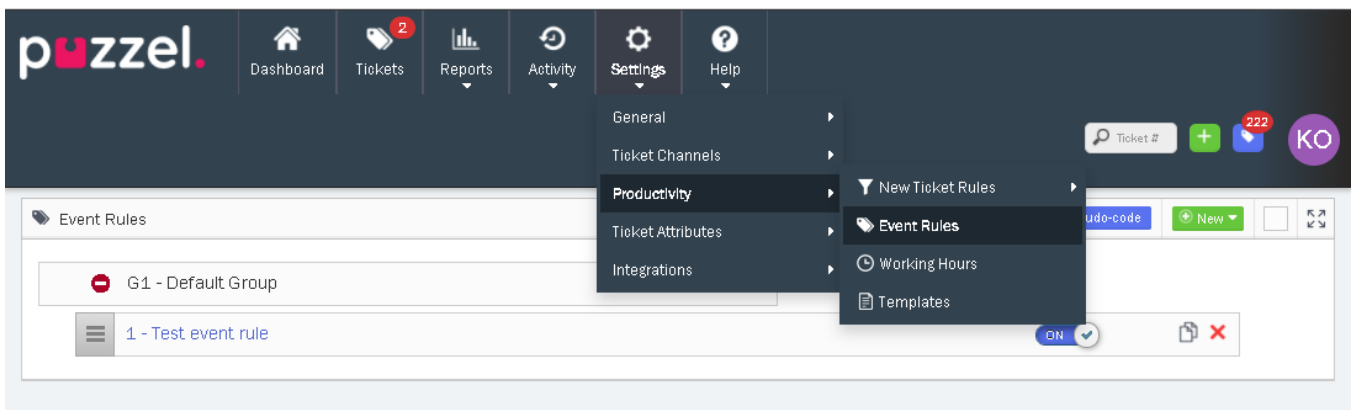 puzzel.
Dashboard
Tickets
2
Reports
Activity
Settings
Help
General
Ticket Channels
Productivity
Ticket Attributes
Integrations
New Ticket Rules
Event Rules
Working Hours
Templates
Ticket #
222
KO
Event Rules
udo-code
New
G1 - Default Group
1 - Test event rule
ON